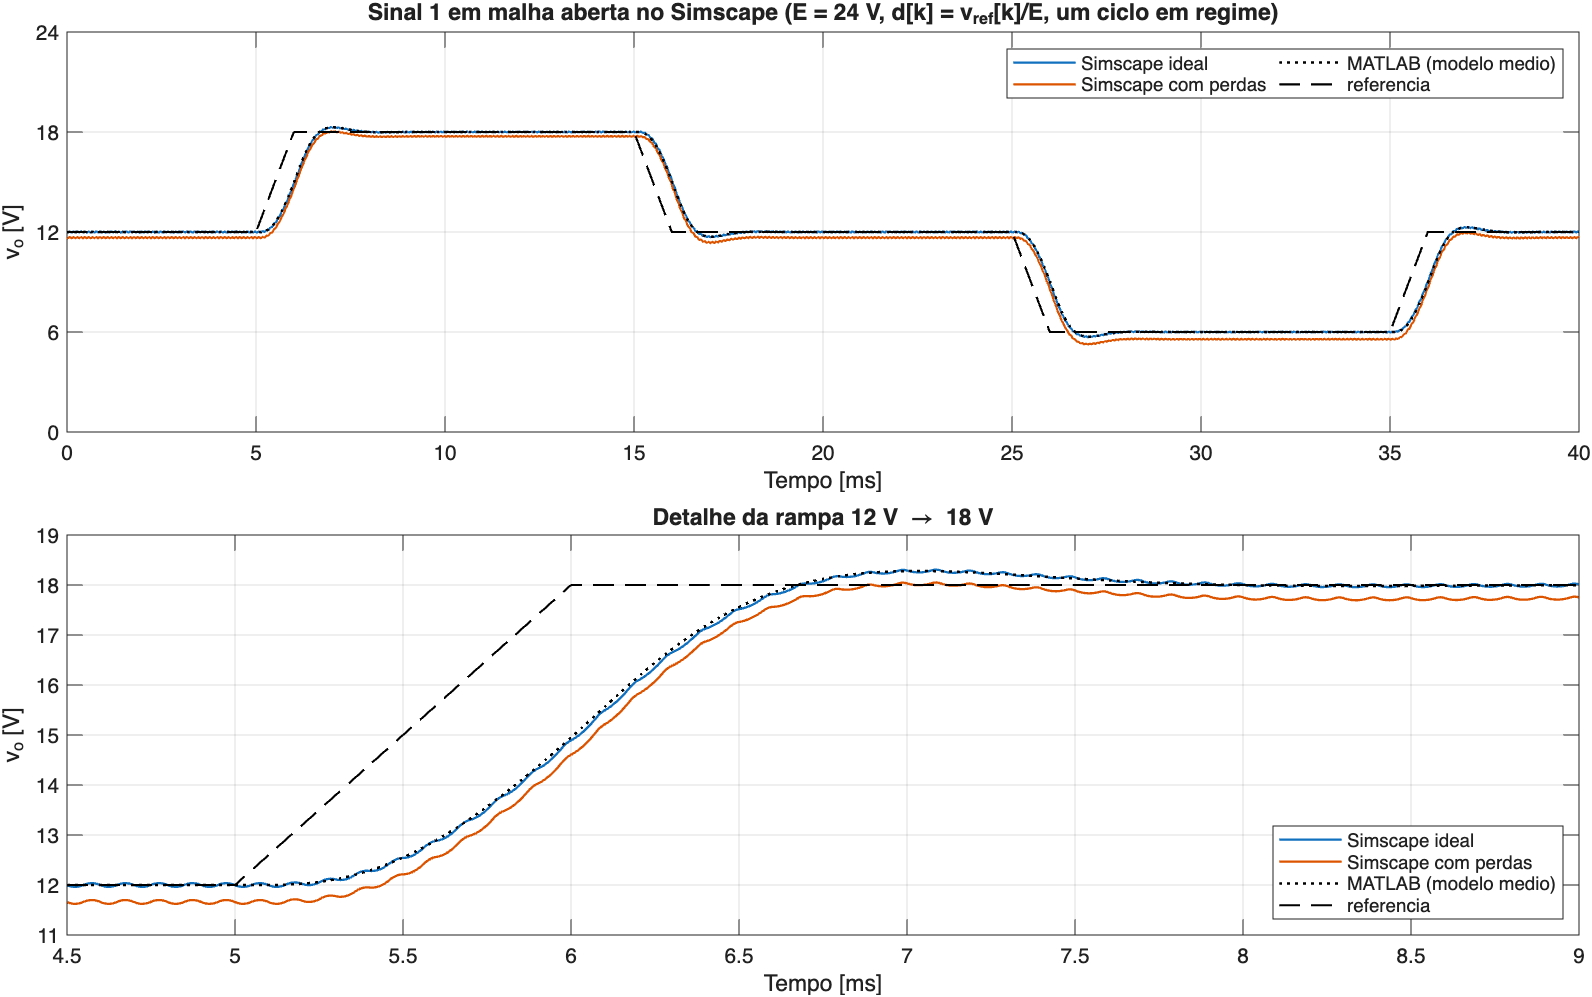 Sinal 1 em malha aberta no Simscape (E = 24 V, d[k] = v_ref[k]/E, um ciclo em regime)
24
18
12
6
0
v_o [V]
Simscape ideal
Simscape com perdas
MATLAB (modelo medio)
referencia
0 5 10 15 20 25 30 35 40
Tempo [ms]
Detalhe da rampa 12 V → 18 V
19
18
17
16
15
14
13
12
11
v_o [V]
Simscape ideal
Simscape com perdas
MATLAB (modelo medio)
referencia
4.5 5 5.5 6 6.5 7 7.5 8 8.5 9
Tempo [ms]